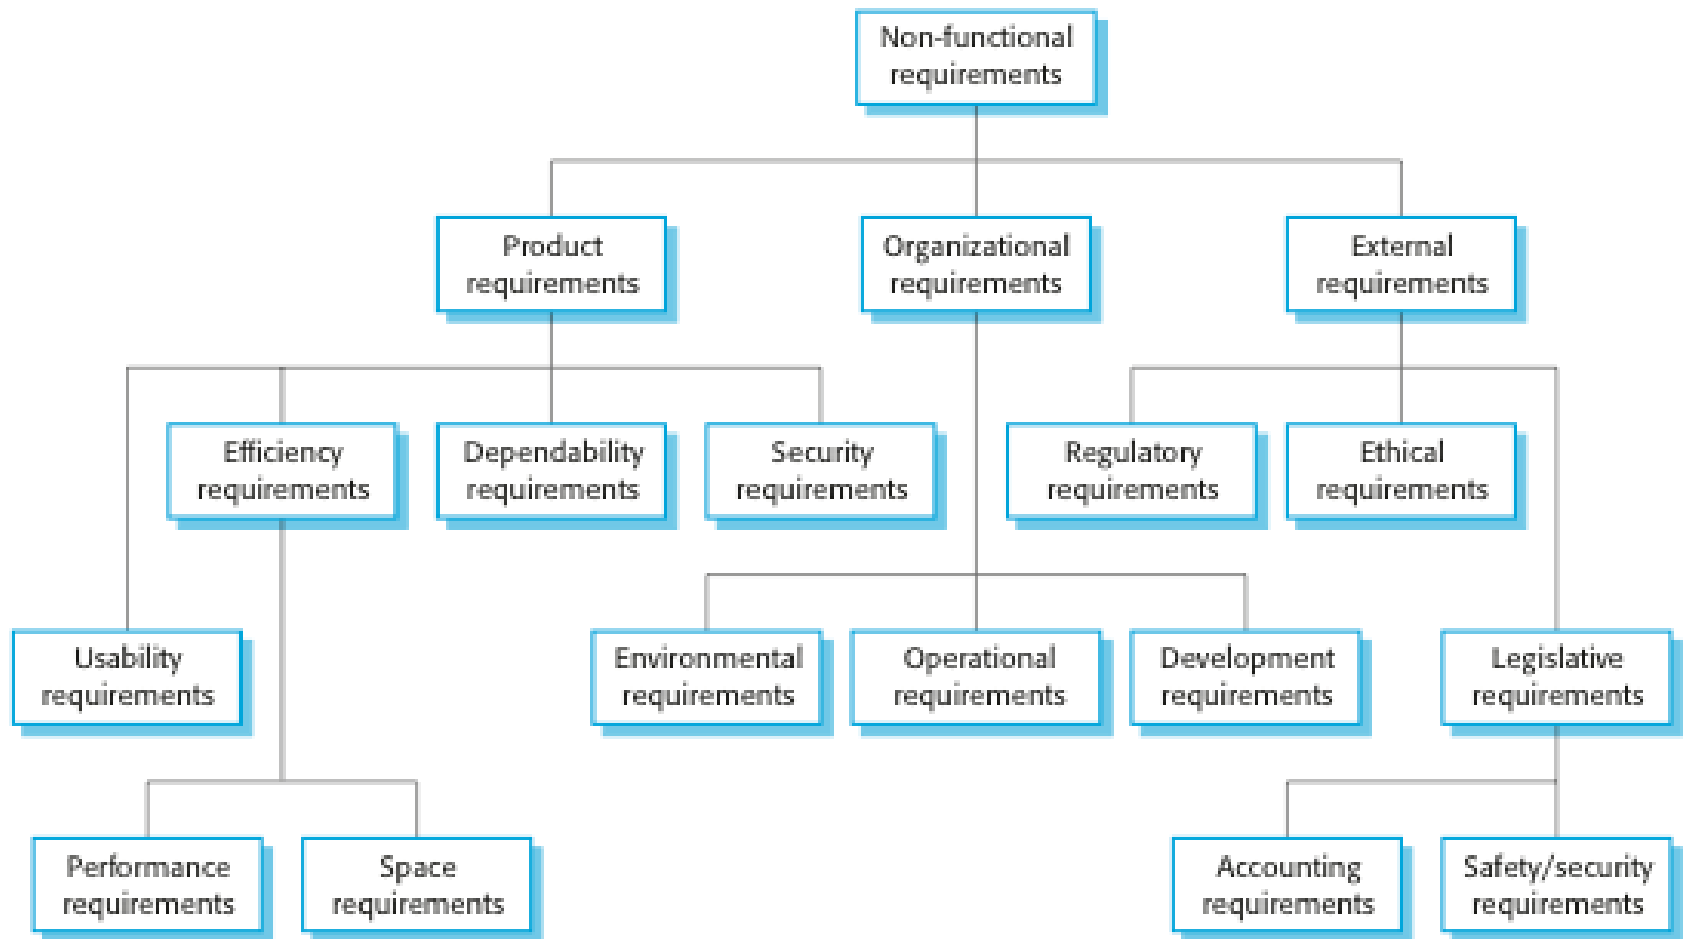 Non-functional
requirements
Product
requirements
Organizational
requirements
External
requirements
Efficiency
requirements
Dependability
requirements
Security
requirements
Regulatory
requirements
Ethical
requirements
Usability
requirements
Environmental
requirements
Operational
requirements
Development
requirements
Legislative
requirements
Performance
requirements
Space
requirements
Accounting
requirements
Safety/security
requirements